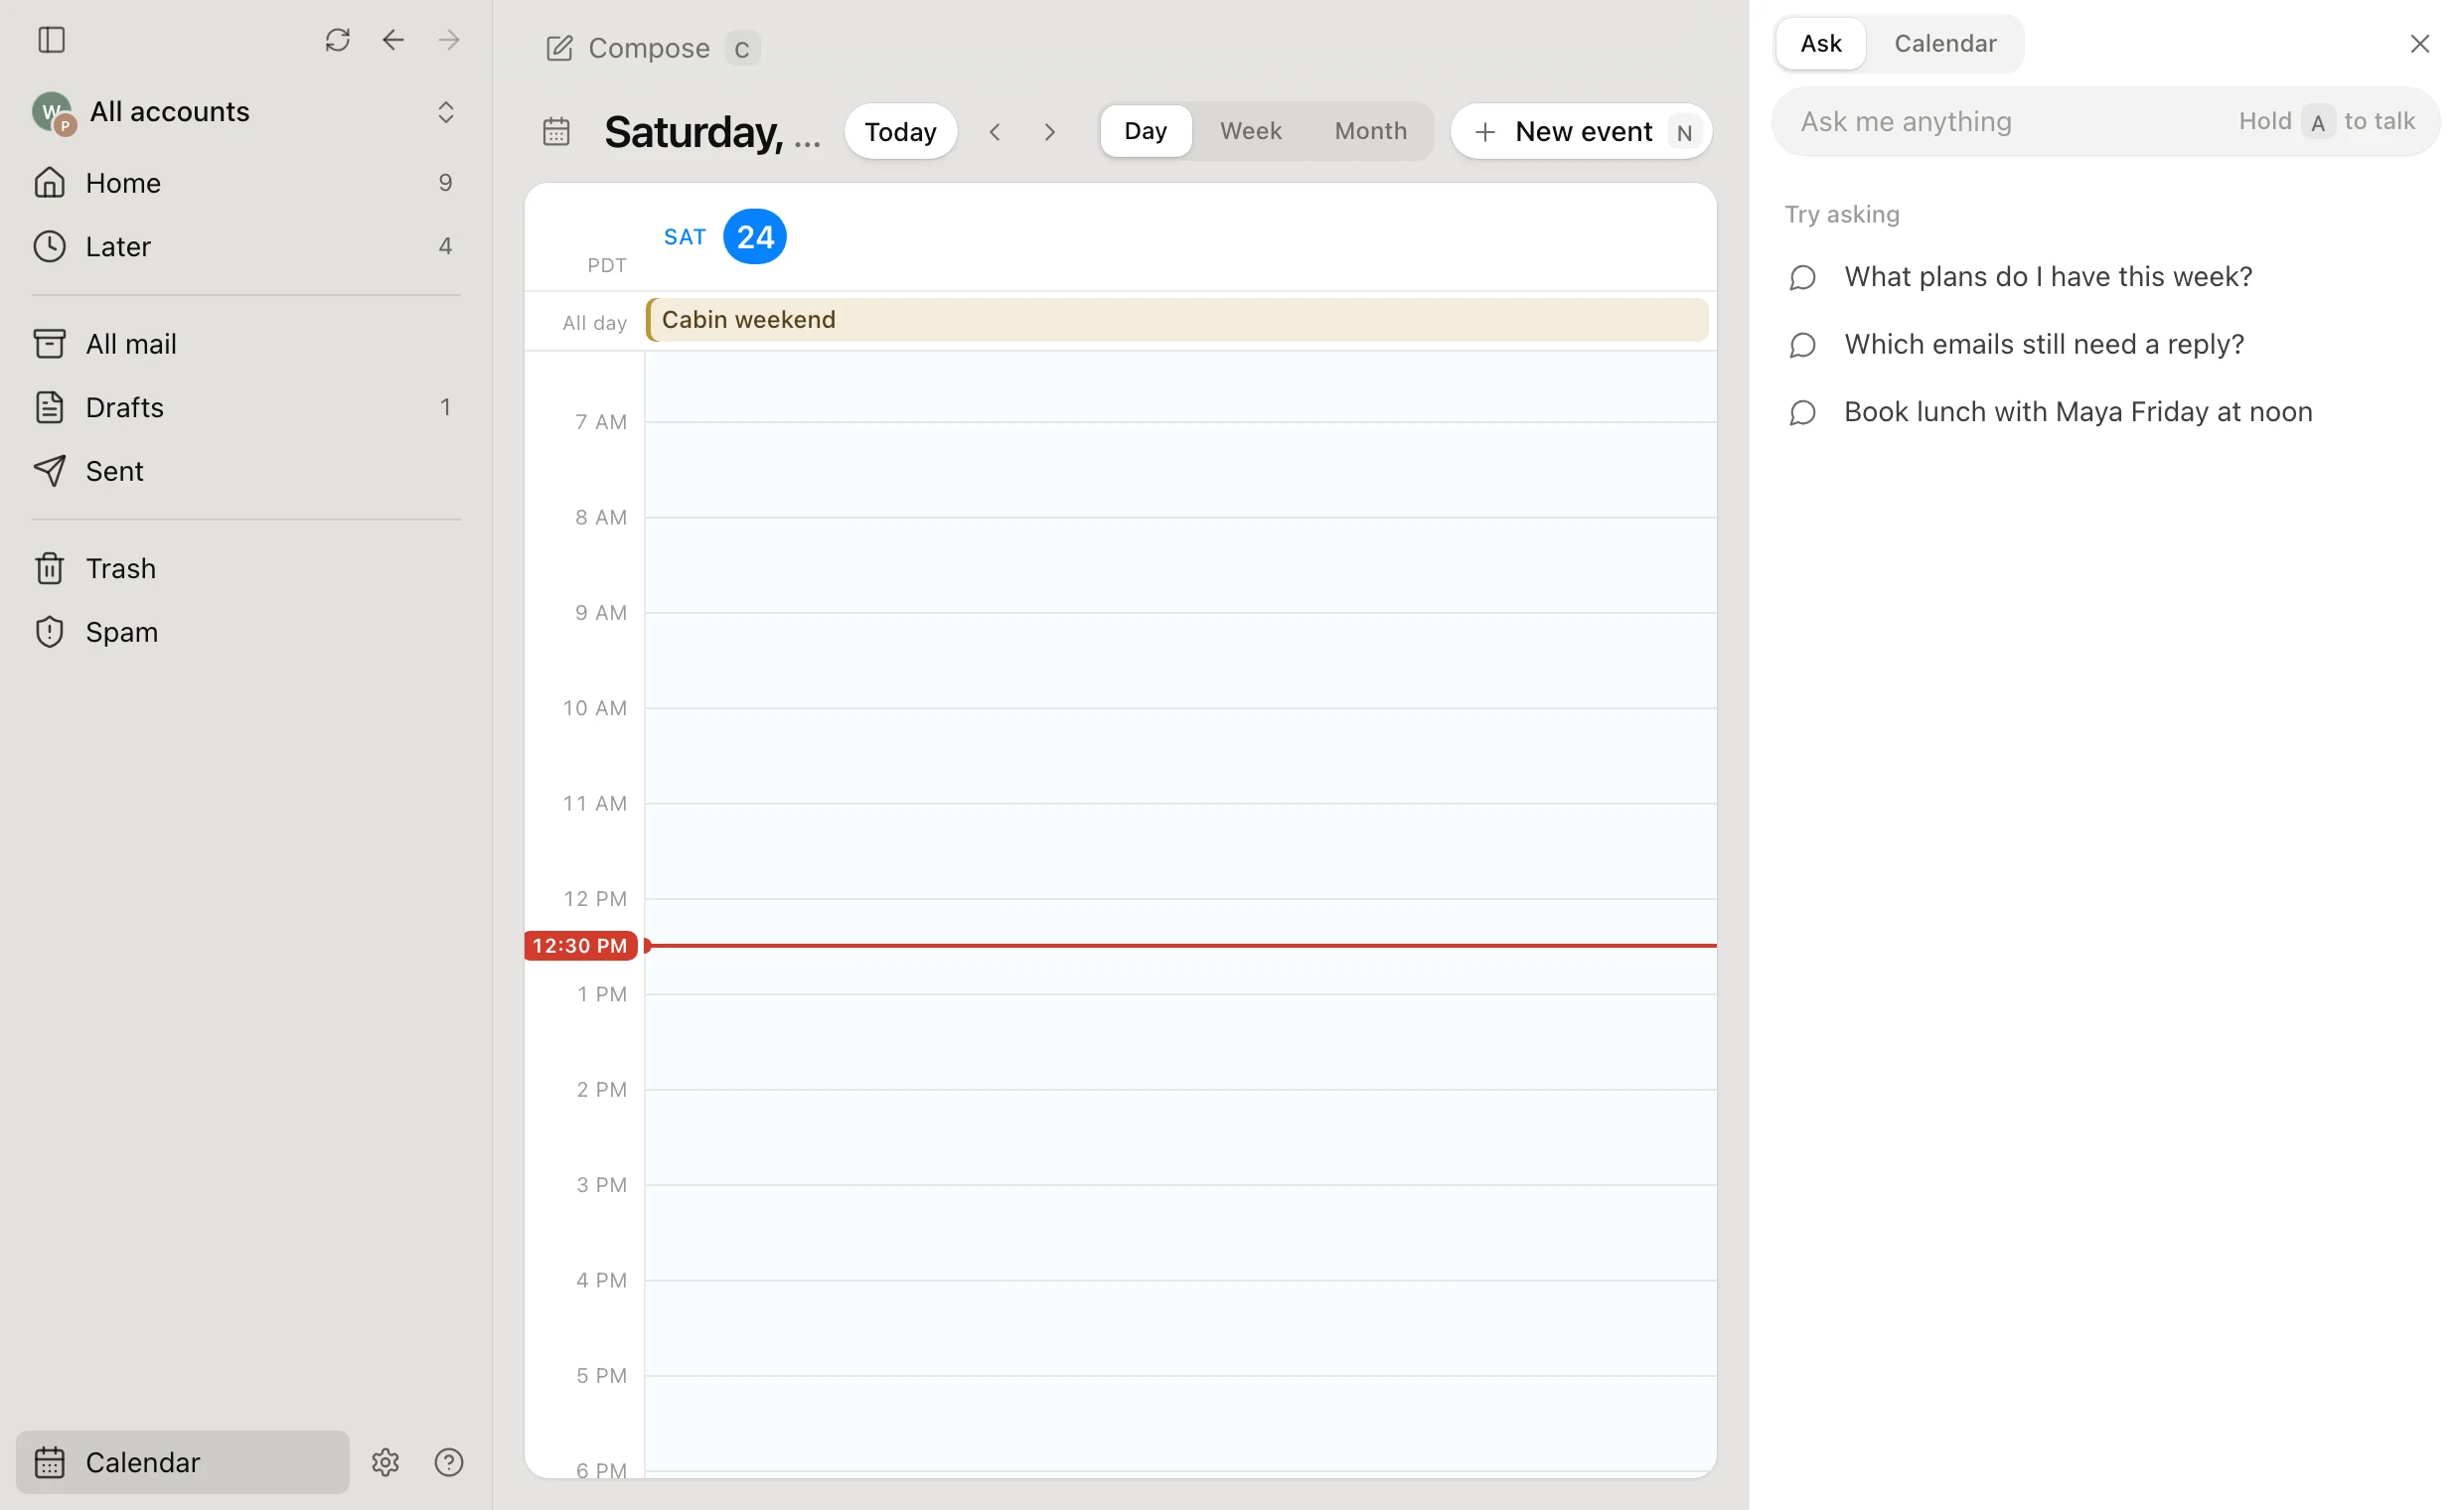 W
P
All accounts
Home 9
Later 4
All mail
Drafts 1
Sent
Trash
Spam
Calendar
Compose C
Saturday, ...
Today
Day Week Month
New event N
SAT 24
PDT
All day Cabin weekend
7 AM
8 AM
9 AM
10 AM
11 AM
12 PM
12:30 PM
1 PM
2 PM
3 PM
4 PM
5 PM
6 PM
Ask Calendar
Ask me anything Hold A to talk
Try asking
What plans do I have this week?
Which emails still need a reply?
Book lunch with Maya Friday at noon